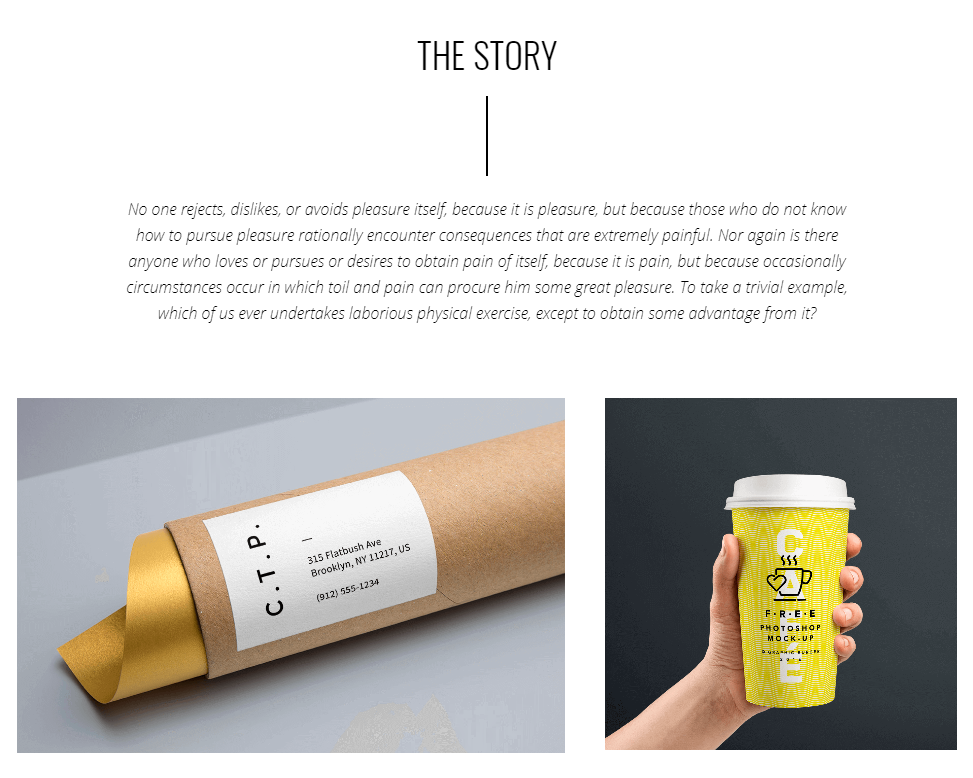 THE STORY
No one rejects, dislikes, or avoids pleasure itself, because it is pleasure, but because those who do not know
how to pursue pleasure rationally encounter consequences that are extremely painful. Nor again is there
anyone who loves or pursues or desires to obtain pain of itself, because it is pain, but because occasionally
circumstances occur in which toil and pain can procure him some great pleasure. To take a trivial example,
which of us ever undertakes laborious physical exercise, except to obtain some advantage from it?
C.T.P.
315 Flatbush Ave
Brooklyn, NY 11217, US
(912) 555-1234
F·R·E·E
PHOTOSHOP
MOCK-UP